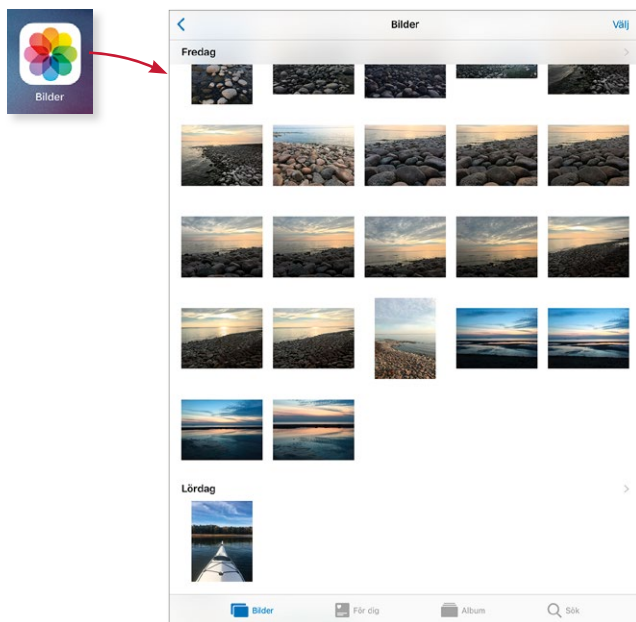 Bilder
Bilder
Välj
Fredag
Lördag
Bilder
För dig
Album
Sök